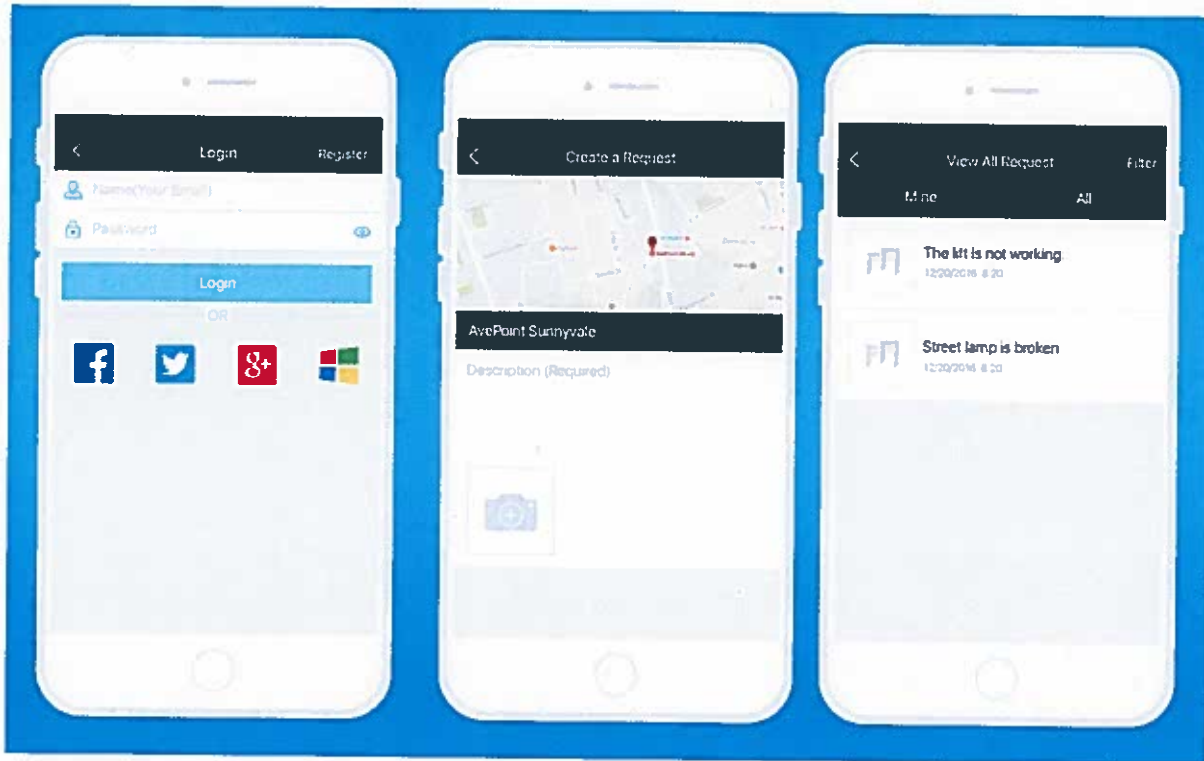 Login
Register
Name(Your Email)
Password
Login
OR
Create a Request
AvePoint Sunnyvale
Description (Required)
View All Request
Filter
Mine
All
The lift is not working.
12/20/2016 8:20
Street lamp is broken
12/20/2016 8:20